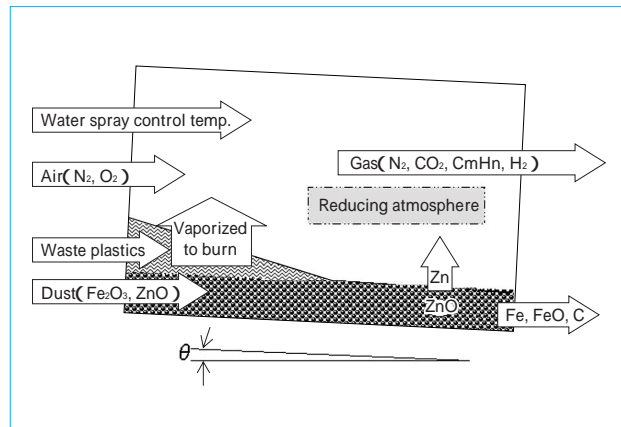 Water spray control temp.
Air(N₂, O₂)
Gas(N₂, CO₂, CmHn, H₂)
Reducing atmosphere
Vaporized
to burn
Waste plastics
Zn
Dust(Fe₂O₃, ZnO)
ZnO
Fe, FeO, C
θ